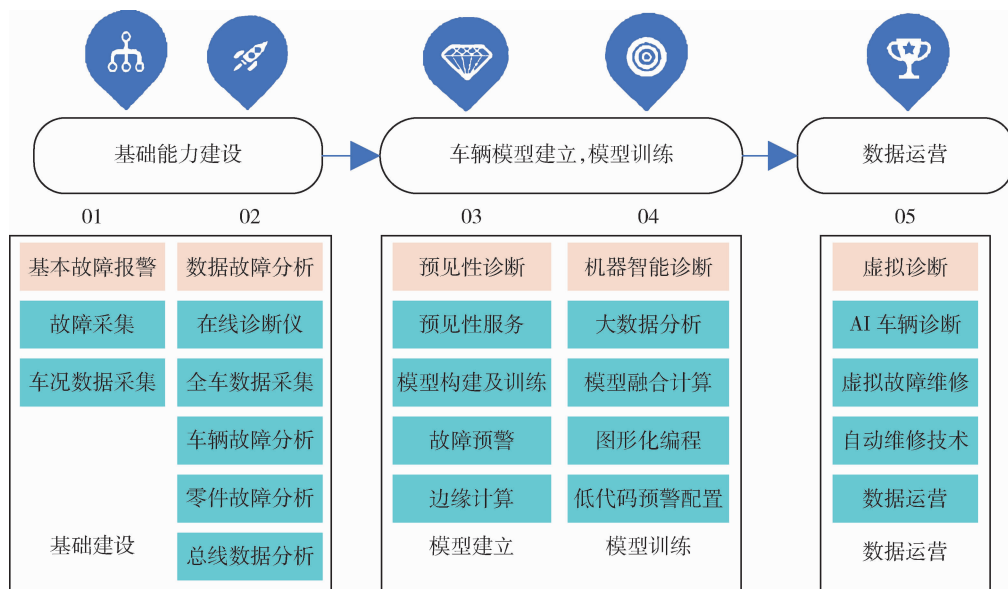 基础能力建设
车辆模型建立,模型训练
数据运营
01
02
03
04
05
基本故障报警
故障采集
车况数据采集
基础建设
数据故障分析
在线诊断仪
全车数据采集
车辆故障分析
零件故障分析
总线数据分析
预见性诊断
预见性服务
模型构建及训练
故障预警
边缘计算
模型建立
机器智能诊断
大数据分析
模型融合计算
图形化编程
低代码预警配置
模型训练
虚拟诊断
AI 车辆诊断
虚拟故障维修
自动维修技术
数据运营
数据运营